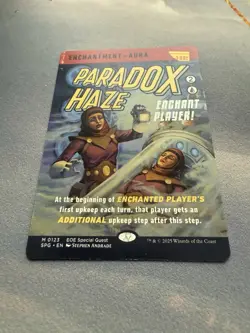 ENCHANTMENT – AURA
PARADOX
HAZE
2
ENCHANT
PLAYER!
At the beginning of ENCHANTED PLAYER'S
first upkeep each turn, that player gets an
ADDITIONAL upkeep step after this step.
M 0123 EOE Special Guest
SPG • EN STEPHEN ANDRADE
™ & © 2025 Wizards of the Coast